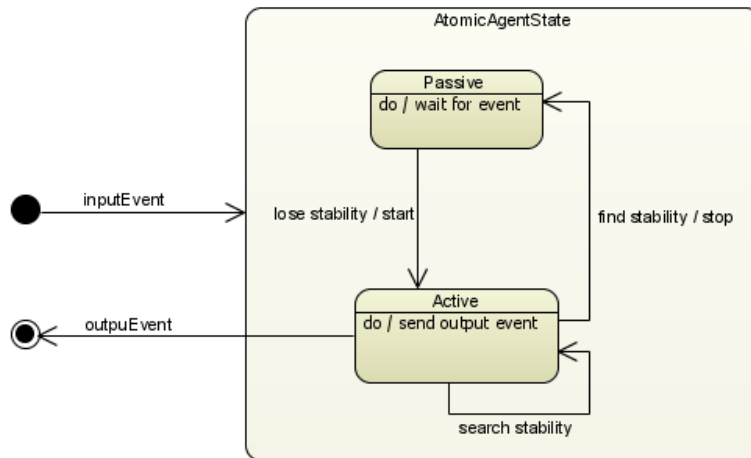 AtomicAgentState
Passive
do / wait for event
inputEvent
lose stability / start
find stability / stop
Active
do / send output event
outpuEvent
search stability